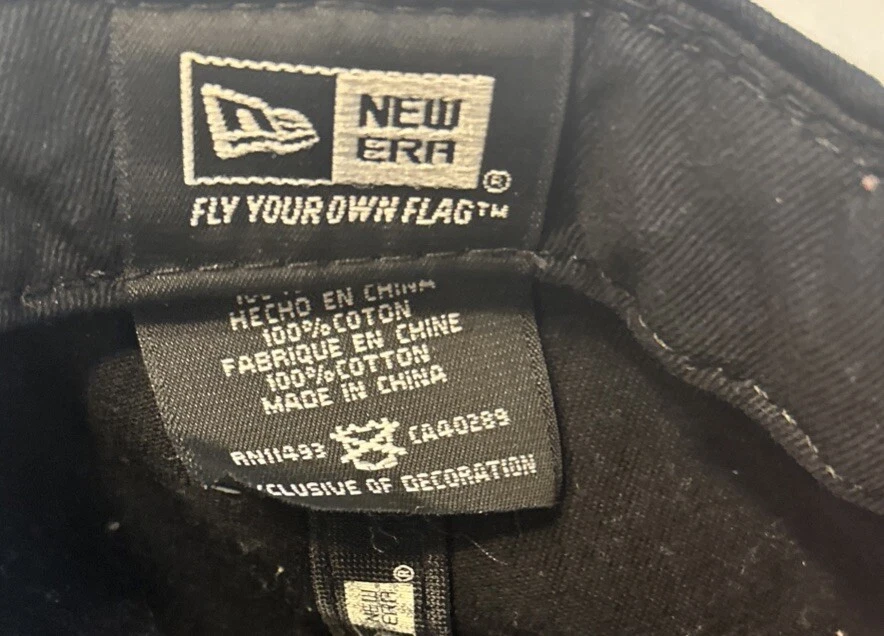 NEW
ERA
®
FLY YOUR OWN FLAG™
HECHO EN CHINA
100%COTON
FABRIQUE EN CHINE
100%COTTON
MADE IN CHINA
RN11493 CA40289
CLUSIVE OF DECORATION
NEW
ERA
®